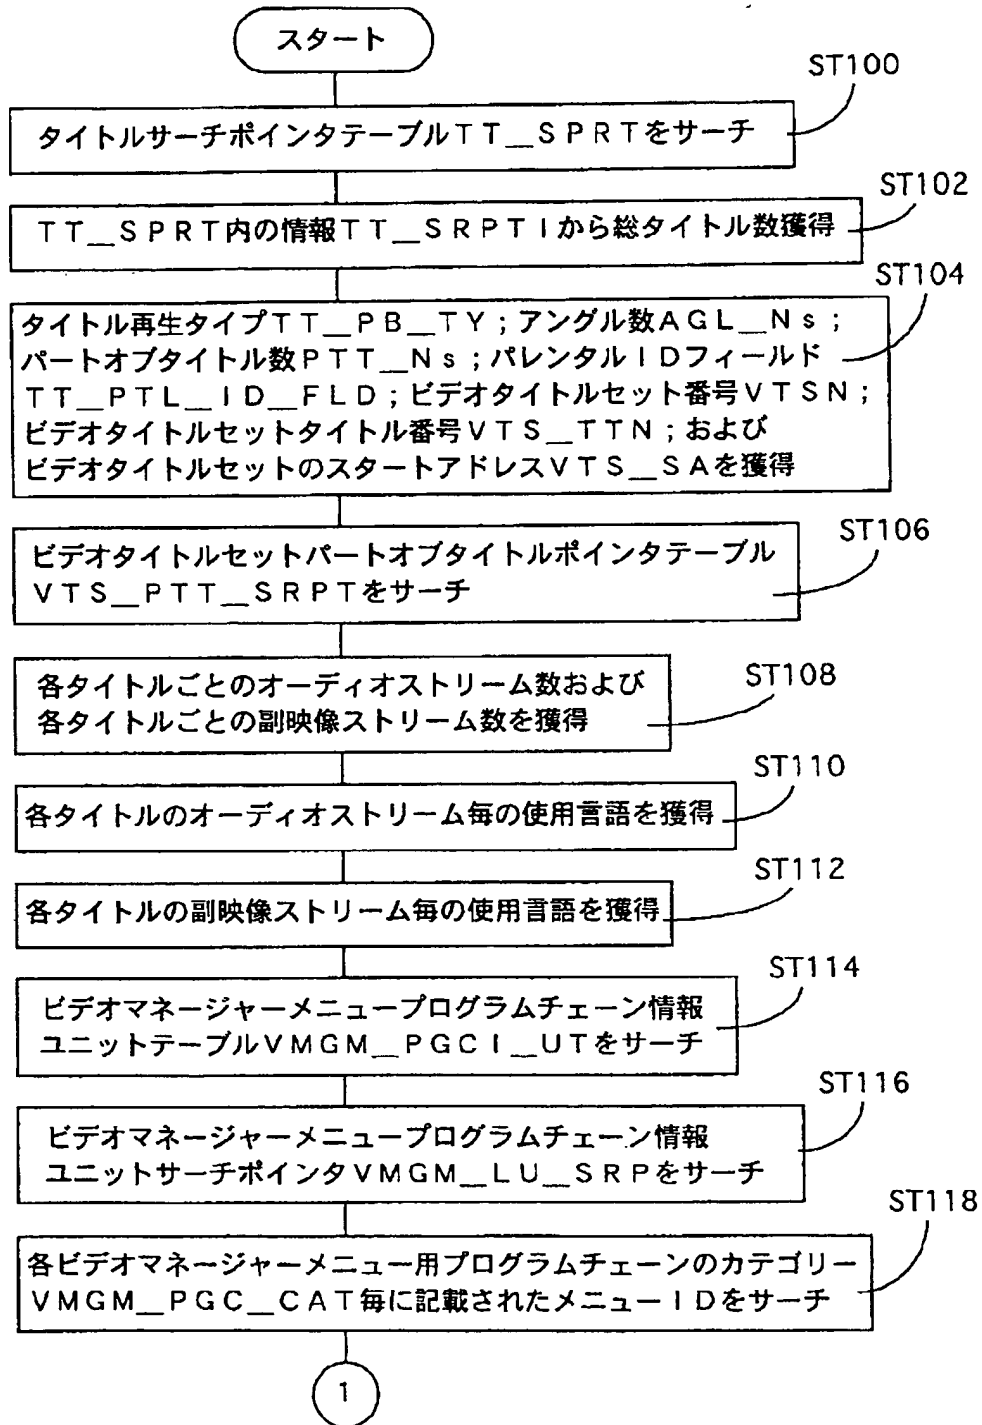 スタート
ST100
タイトルサーチポインタテーブルTT__SPRTをサーチ
ST102
TT__SPRT内の情報TT__SRPTIから総タイトル数獲得
ST104
タイトル再生タイプTT__PB__TY;アングル数AGL__Ns;
パートオブタイトル数PTT__Ns;パレンタルIDフィールド
TT__PTL__ID__FLD;ビデオタイトルセット番号VTSN;
ビデオタイトルセットタイトル番号VTS__TTN;および
ビデオタイトルセットのスタートアドレスVTS__SAを獲得
ST106
ビデオタイトルセットパートオブタイトルポインタテーブル
VTS__PTT__SRPTをサーチ
ST108
各タイトルごとのオーディオストリーム数および
各タイトルごとの副映像ストリーム数を獲得
ST110
各タイトルのオーディオストリーム毎の使用言語を獲得
ST112
各タイトルの副映像ストリーム毎の使用言語を獲得
ST114
ビデオマネージャーメニュープログラムチェーン情報
ユニットテーブルVMGM__PGCI__UTをサーチ
ST116
ビデオマネージャーメニュープログラムチェーン情報
ユニットサーチポインタVMGM__LU__SRPをサーチ
ST118
各ビデオマネージャーメニュー用プログラムチェーンのカテゴリー
VMGM__PGC__CAT毎に記載されたメニューIDをサーチ
1